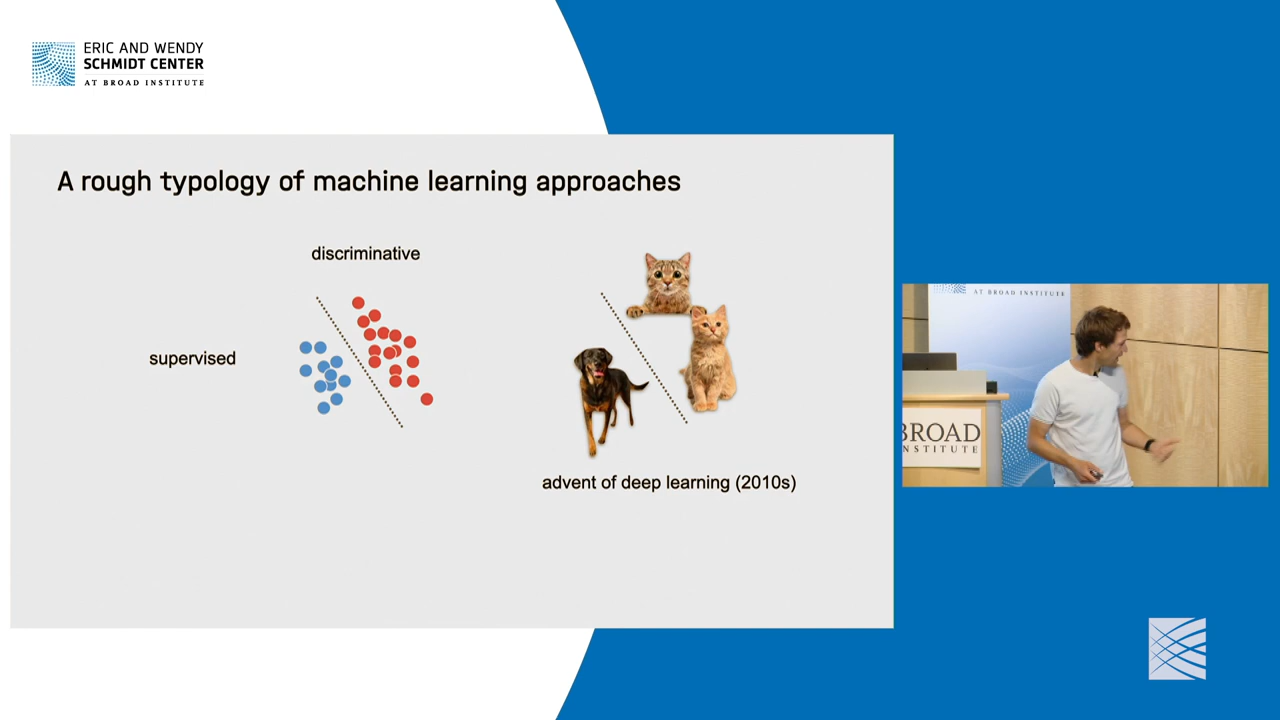 ERIC AND WENDY
SCHMIDT CENTER
AT BROAD INSTITUTE
A rough typology of machine learning approaches
discriminative
supervised
advent of deep learning (2010s)
AT BROAD INSTITUTE
BROAD
INSTITUTE